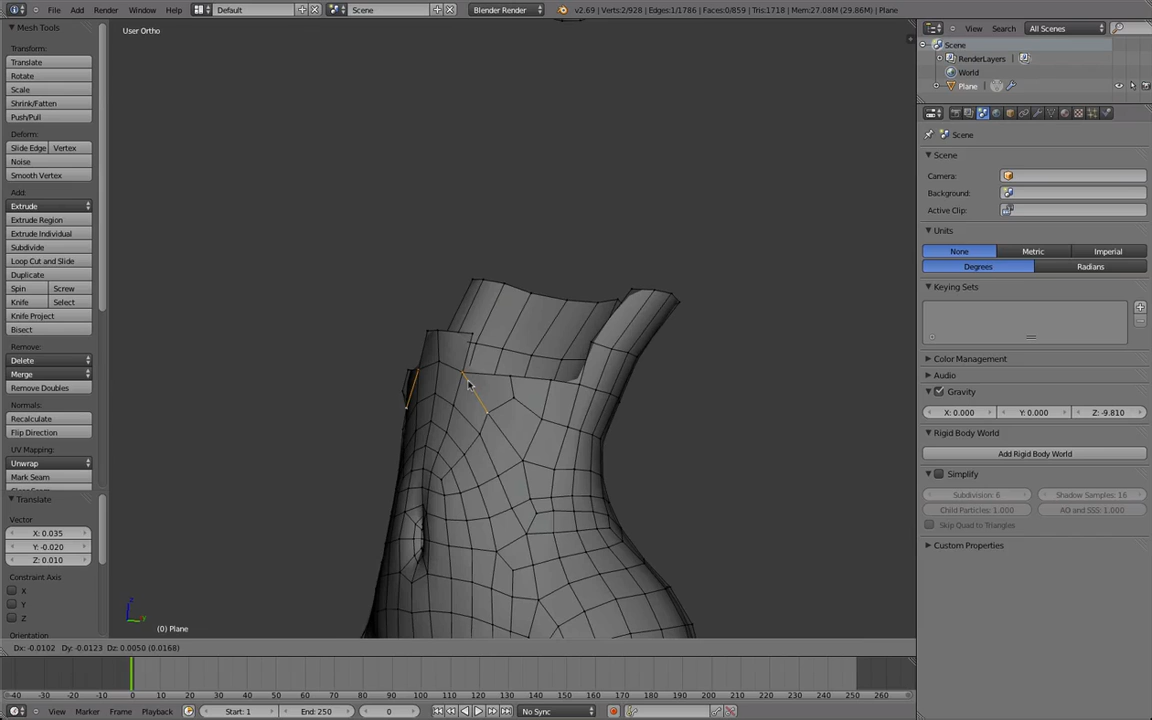 File Add Render Window Help Default Scene Blender Render v2.69 | Verts:2/928 | Edges:1/1786 | Faces:0/859 | Tris:1718 | Mem:27.08M (29.86M) | Plane
View Search All Scenes
Mesh Tools
User Ortho
Transform:
Translate
Rotate
Scale
Shrink/Fatten
Push/Pull
Deform:
Slide Edge Vertex
Noise
Smooth Vertex
Add:
Extrude
Extrude Region
Extrude Individual
Subdivide
Loop Cut and Slide
Duplicate
Spin Screw
Knife Select
Knife Project
Bisect
Remove:
Delete
Merge
Remove Doubles
Normals:
Recalculate
Flip Direction
UV Mapping:
Unwrap
Mark Seam
Translate
Vector
X: 0.035
Y: -0.020
Z: 0.010
Constraint Axis
X
Y
Z
Orientation
z
y
(0) Plane
Dx: -0.0102 Dy: -0.0123 Dz: 0.0050 (0.0168)
Scene
RenderLayers
World
Plane
Scene
Scene
Camera:
Background:
Active Clip:
Units
None Metric Imperial
Degrees Radians
Keying Sets
Color Management
Audio
Gravity
X: 0.000 Y: 0.000 Z: -9.810
Rigid Body World
Add Rigid Body World
Simplify
Subdivision: 6 Shadow Samples: 16
Child Particles: 1.000 AO and SSS: 1.000
Skip Quad to Triangles
Custom Properties
-40 -30 -20 -10 0 10 20 30 40 50 60 70 80 90 100 110 120 130 140 150 160 170 180 190 200 210 220 230 240 250 260
View Marker Frame Playback Start: 1 End: 250 0 No Sync